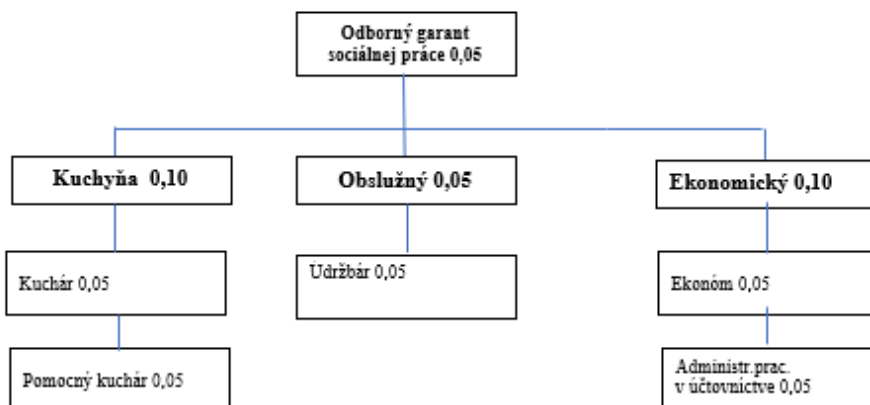 Odborný garant
sociálnej práce 0,05
Kuchyňa 0,10
Obslužný 0,05
Ekonomický 0,10
Kuchár 0,05
Údržbár 0,05
Ekonóm 0,05
Pomocný kuchár 0,05
Administr.prac.
v účtovníctve 0,05